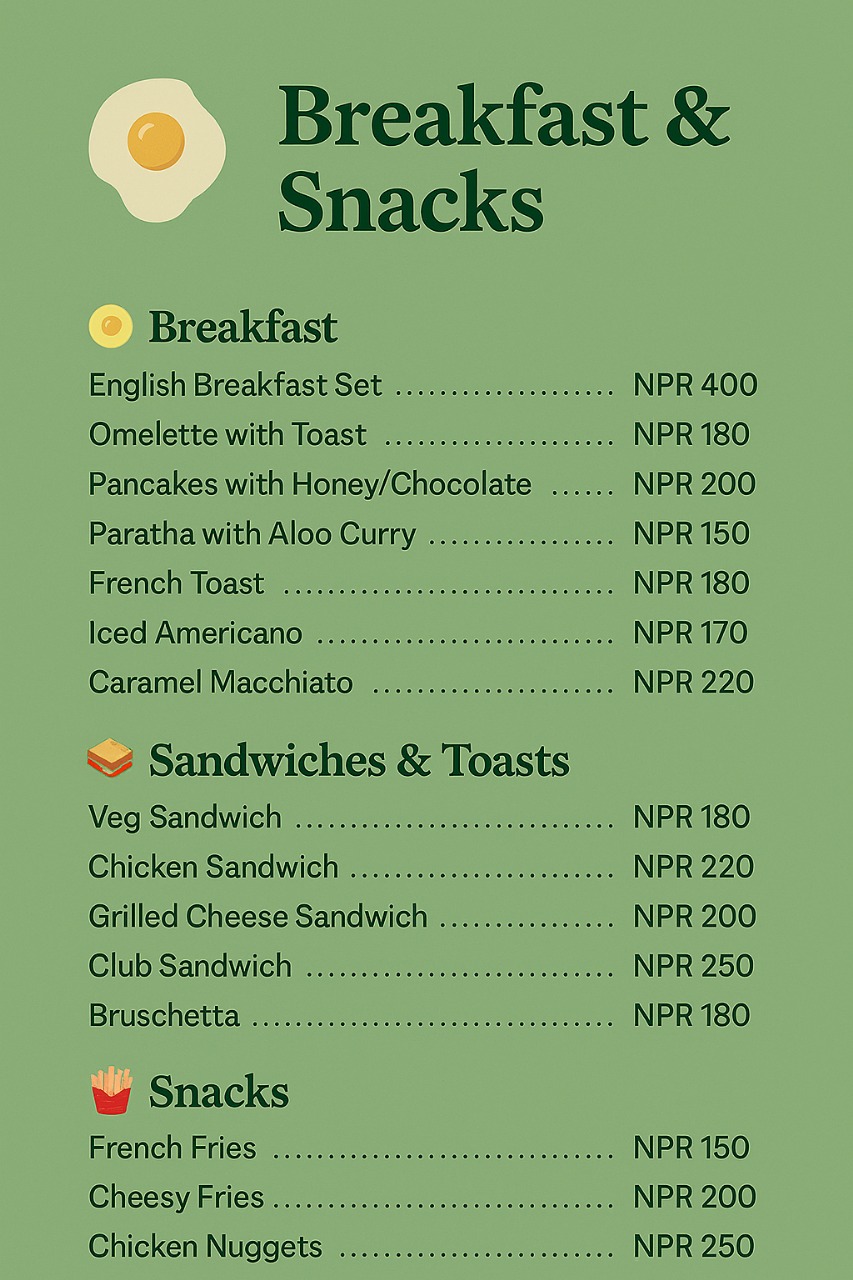 Breakfast &
Snacks
Breakfast
English Breakfast Set ........................ NPR 400
Omelette with Toast ......................... NPR 180
Pancakes with Honey/Chocolate ...... NPR 200
Paratha with Aloo Curry .................... NPR 150
French Toast .................................... NPR 180
Iced Americano ................................ NPR 170
Caramel Macchiato .......................... NPR 220
Sandwiches & Toasts
Veg Sandwich ................................... NPR 180
Chicken Sandwich ............................. NPR 220
Grilled Cheese Sandwich ................... NPR 200
Club Sandwich .................................. NPR 250
Bruschetta ........................................ NPR 180
Snacks
French Fries ...................................... NPR 150
Cheesy Fries ...................................... NPR 200
Chicken Nuggets .............................. NPR 250